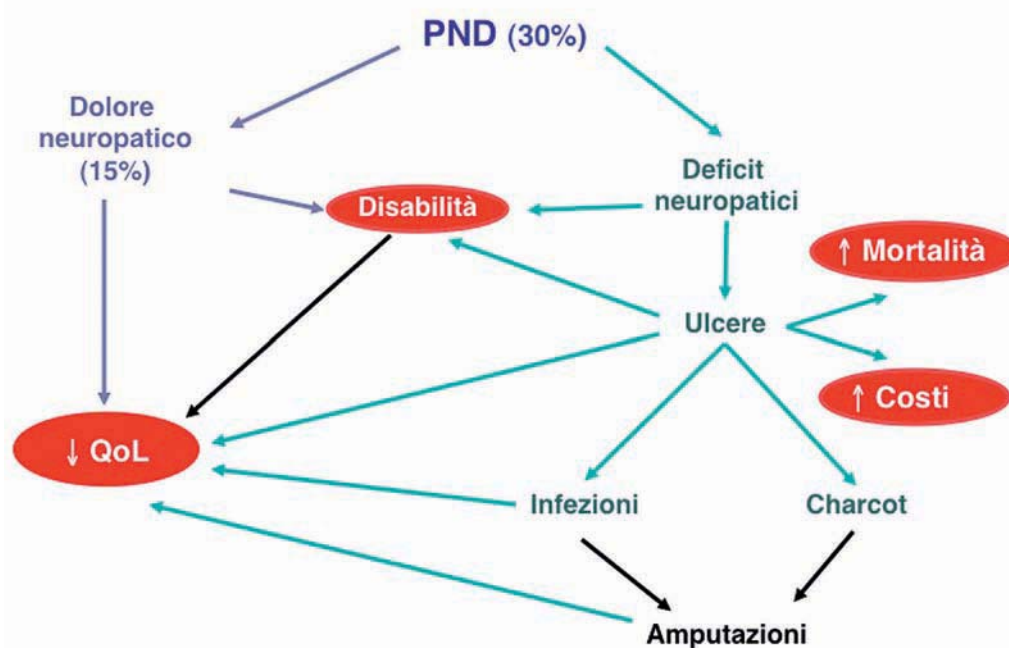 PND (30%)
Dolore
neuropatico
(15%)
Deficit
neuropatici
Disabilità
↑ Mortalità
Ulcere
↑ Costi
↓ QoL
Infezioni
Charcot
Amputazioni